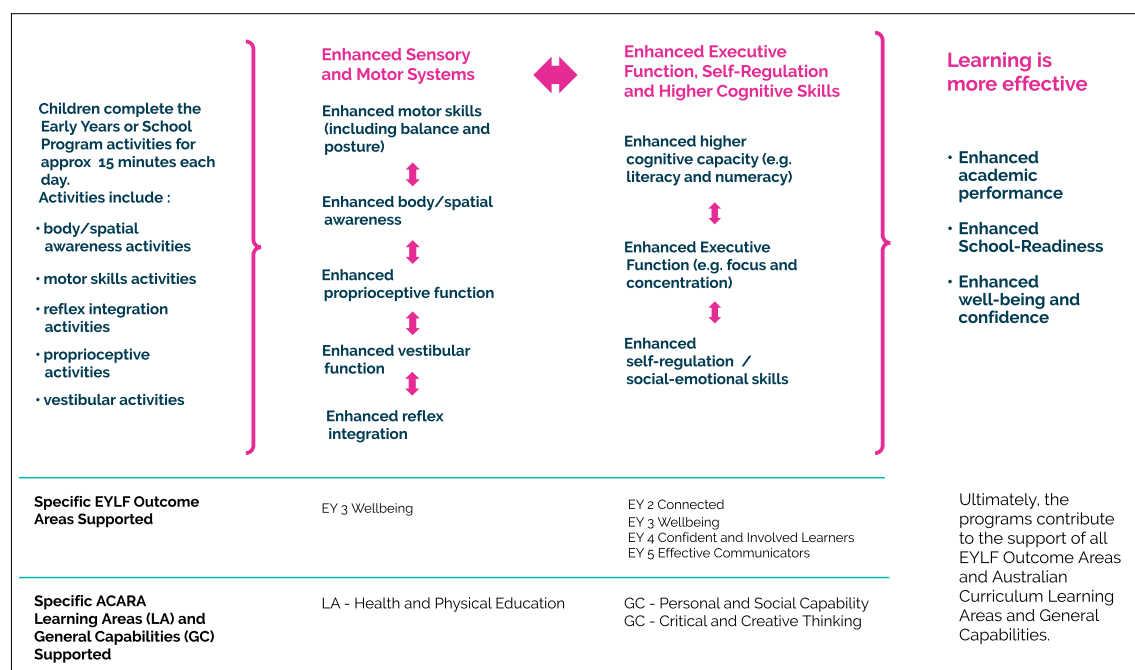 Children complete the
Early Years or School
Program activities for
approx  15 minutes each
day.
Activities include :
• body/spatial
awareness activities
• motor skills activities
• reflex integration
activities
• proprioceptive
activities
• vestibular activities
Enhanced Sensory
and Motor Systems
Enhanced motor skills
(including balance and
posture)
Enhanced body/spatial
awareness
Enhanced
proprioceptive function
Enhanced vestibular
function
Enhanced reflex
integration
Enhanced Executive
Function, Self-Regulation
and Higher Cognitive Skills
Enhanced higher
cognitive capacity (e.g.
literacy and numeracy)
Enhanced Executive
Function (e.g. focus and
concentration)
Enhanced
self-regulation  /
social-emotional skills
Learning is
more effective
• Enhanced
academic
performance
• Enhanced
School-Readiness
• Enhanced
well-being and
confidence
Specific EYLF Outcome
Areas Supported
EY 3 Wellbeing
EY 2 Connected
EY 3 Wellbeing
EY 4 Confident and Involved Learners
EY 5 Effective Communicators
Specific ACARA
Learning Areas (LA) and
General Capabilities (GC)
Supported
LA - Health and Physical Education
GC - Personal and Social Capability
GC - Critical and Creative Thinking
Ultimately, the
programs contribute
to the support of all
EYLF Outcome Areas
and Australian
Curriculum Learning
Areas and General
Capabilities.